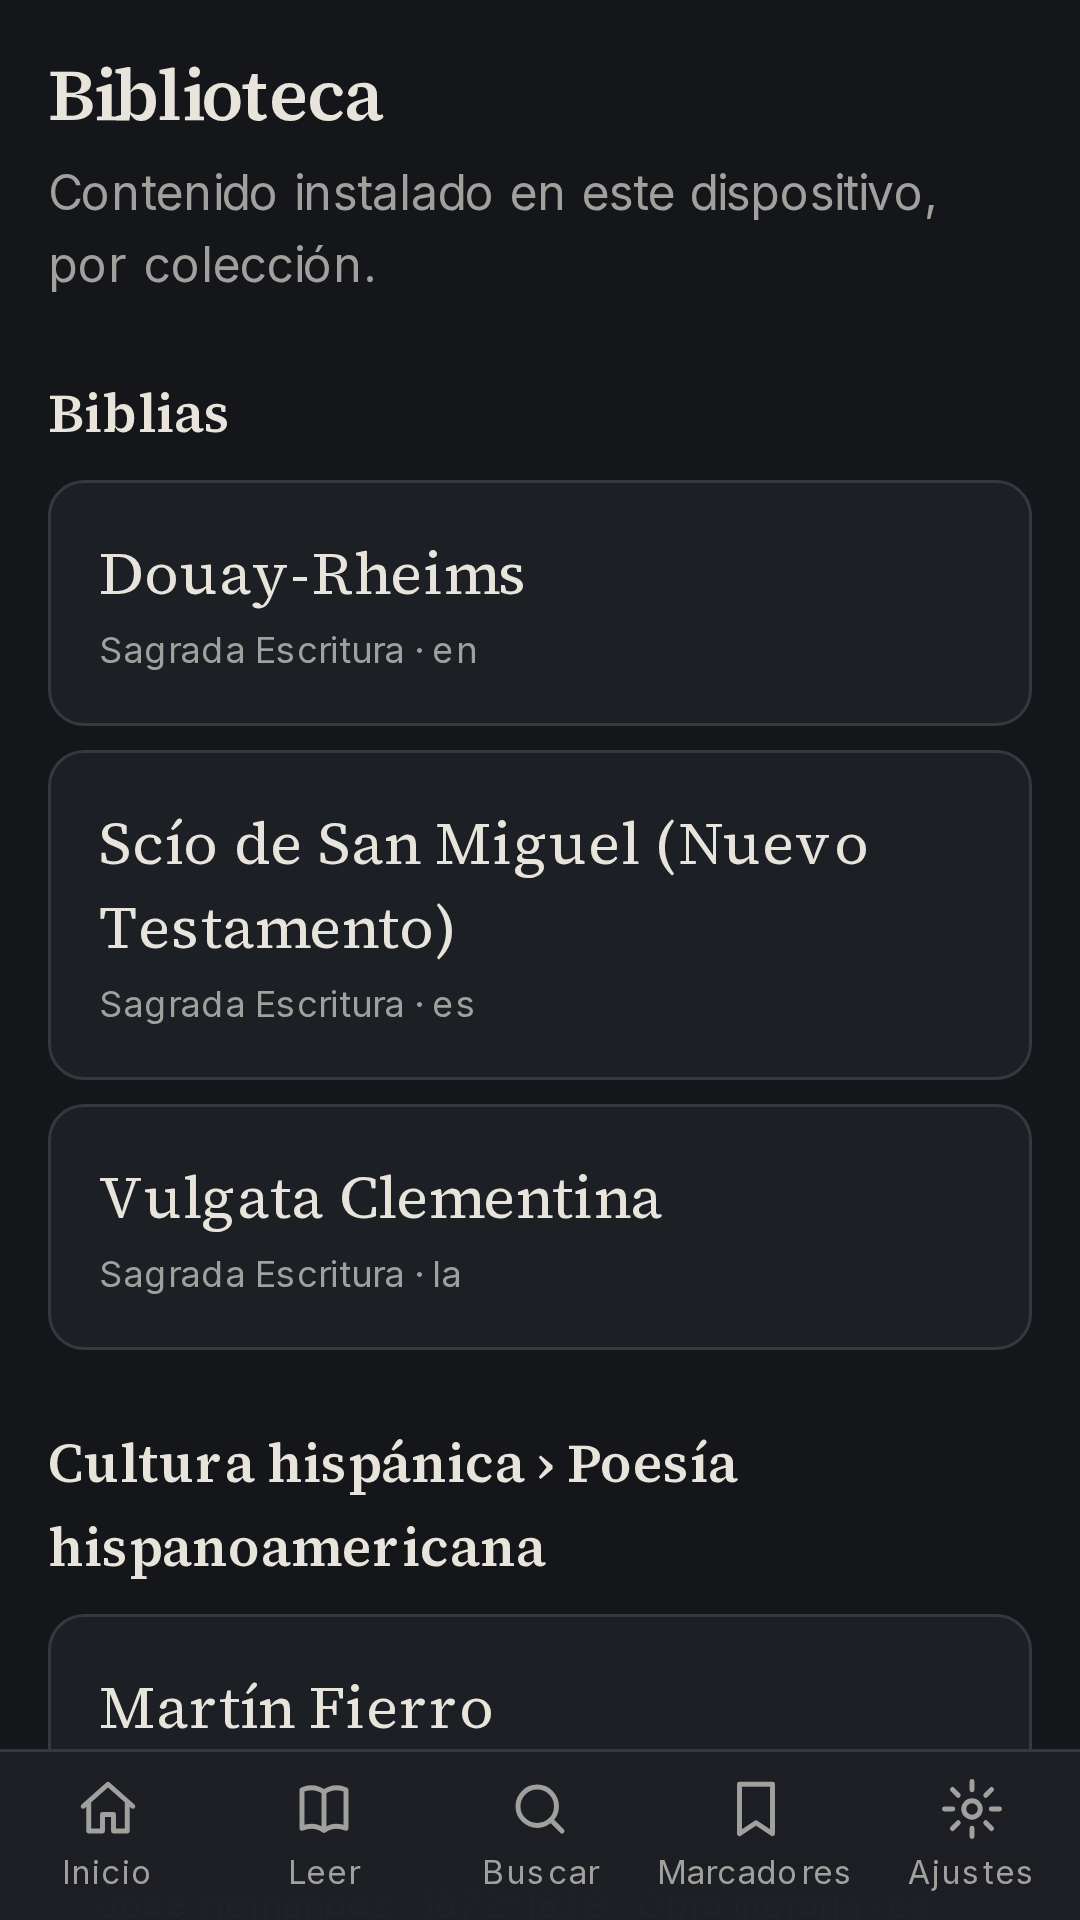 Biblioteca
Contenido instalado en este dispositivo,
por colección.
Biblias
Douay-Rheims
Sagrada Escritura · en
Scío de San Miguel (Nuevo
Testamento)
Sagrada Escritura · es
Vulgata Clementina
Sagrada Escritura · la
Cultura hispánica › Poesía
hispanoamericana
Martín Fierro
Inicio
Leer
Buscar
Marcadores
Ajustes
José Hernández